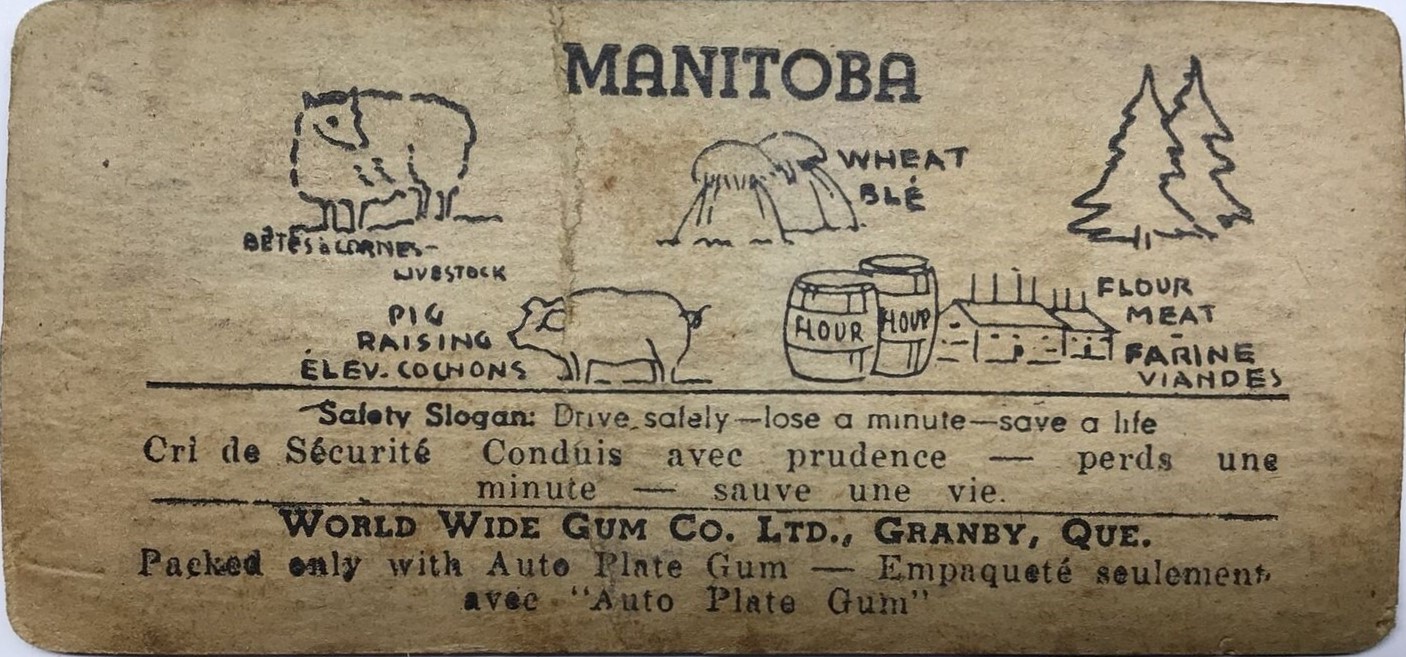 MANITOBA
WHEAT
BLÉ
BÊTES à CORNES-
LIVESTOCK
PIG
RAISING
ÉLEV. COCHONS
FLOUR
FLOUR
FLOUR
MEAT
FARINE
VIANDES
Safety Slogan: Drive safely—lose a minute—save a life
Cri de Sécurité Conduis avec prudence — perds une
minute — sauve une vie.
WORLD WIDE GUM CO. LTD., GRANBY, QUE.
Packed only with Auto Plate Gum — Empaqueté seulement
avec "Auto Plate Gum"